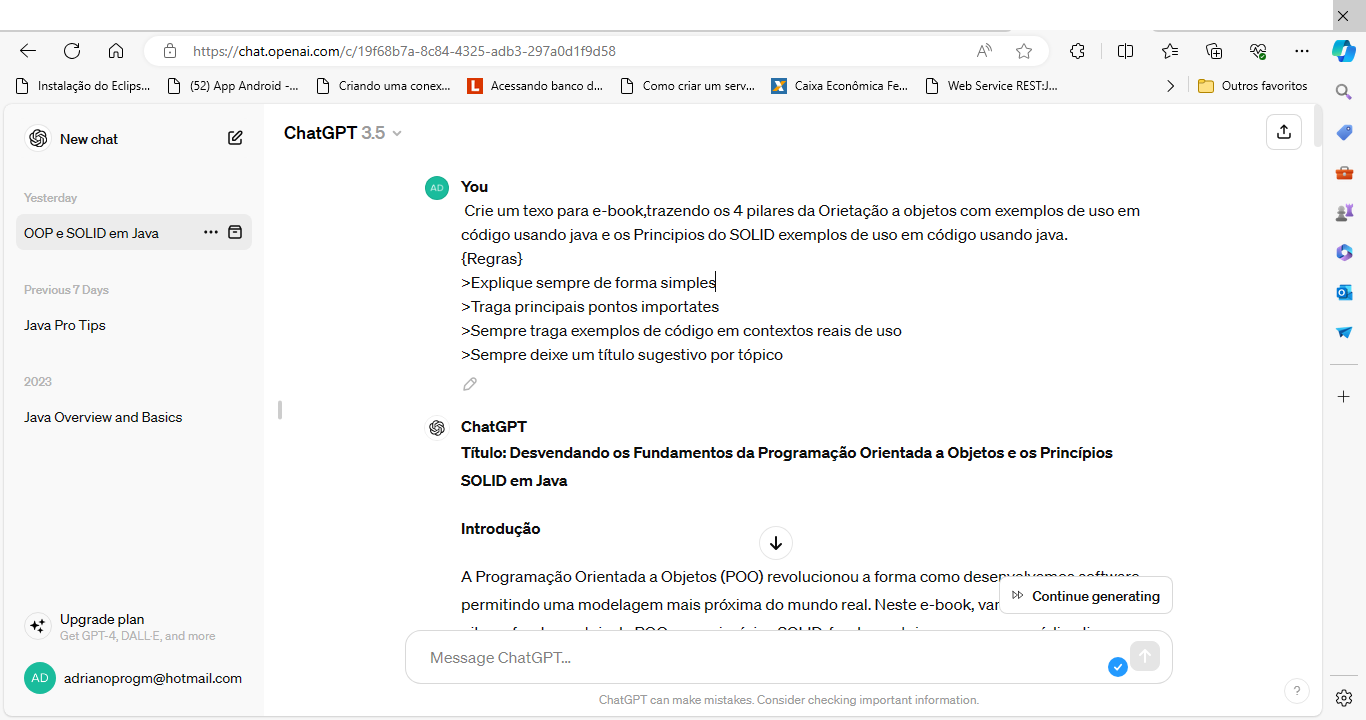 https://chat.openai.com/c/19f68b7a-8c84-4325-adb3-297a0d1f9d58
Instalação do Eclips...
(52) App Android -...
Criando uma conex...
Acessando banco d...
Como criar um serv...
Caixa Econômica Fe...
Web Service REST:J...
Outros favoritos
New chat
Yesterday
OOP e SOLID em Java
Previous 7 Days
Java Pro Tips
2023
Java Overview and Basics
Upgrade plan
Get GPT-4, DALL·E, and more
AD
adrianoprogm@hotmail.com
ChatGPT 3.5
AD
You
Crie um texo para e-book,trazendo os 4 pilares da Orietação a objetos com exemplos de uso em
código usando java e os Principios do SOLID exemplos de uso em código usando java.
{Regras}
>Explique sempre de forma simples
>Traga principais pontos importates
>Sempre traga exemplos de código em contextos reais de uso
>Sempre deixe um título sugestivo por tópico
ChatGPT
Título: Desvendando os Fundamentos da Programação Orientada a Objetos e os Princípios
SOLID em Java
Introdução
A Programação Orientada a Objetos (POO) revolucionou a forma como desenvolvemos software
permitindo uma modelagem mais próxima do mundo real. Neste e-book,
Continue generating
Message ChatGPT...
ChatGPT can make mistakes. Consider checking important information.
?